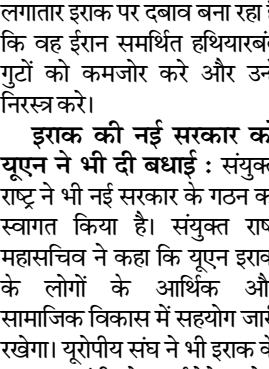 लगातार इराक पर दबाव बना रहा
कि वह ईरान समर्थित हथियारबं
गुटों को कमजोर करे और उन
निरस्त्र करे।
इराक की नई सरकार क
यूएन ने भी दी बधाई : संयुक्त
राष्ट्र ने भी नई सरकार के गठन क
स्वागत किया है। संयुक्त राष्
महासचिव ने कहा कि यूएन इराक
के लोगों के आर्थिक औ
सामाजिक विकास में सहयोग जार
रखेगा। यूरोपीय संघ ने भी इराक क